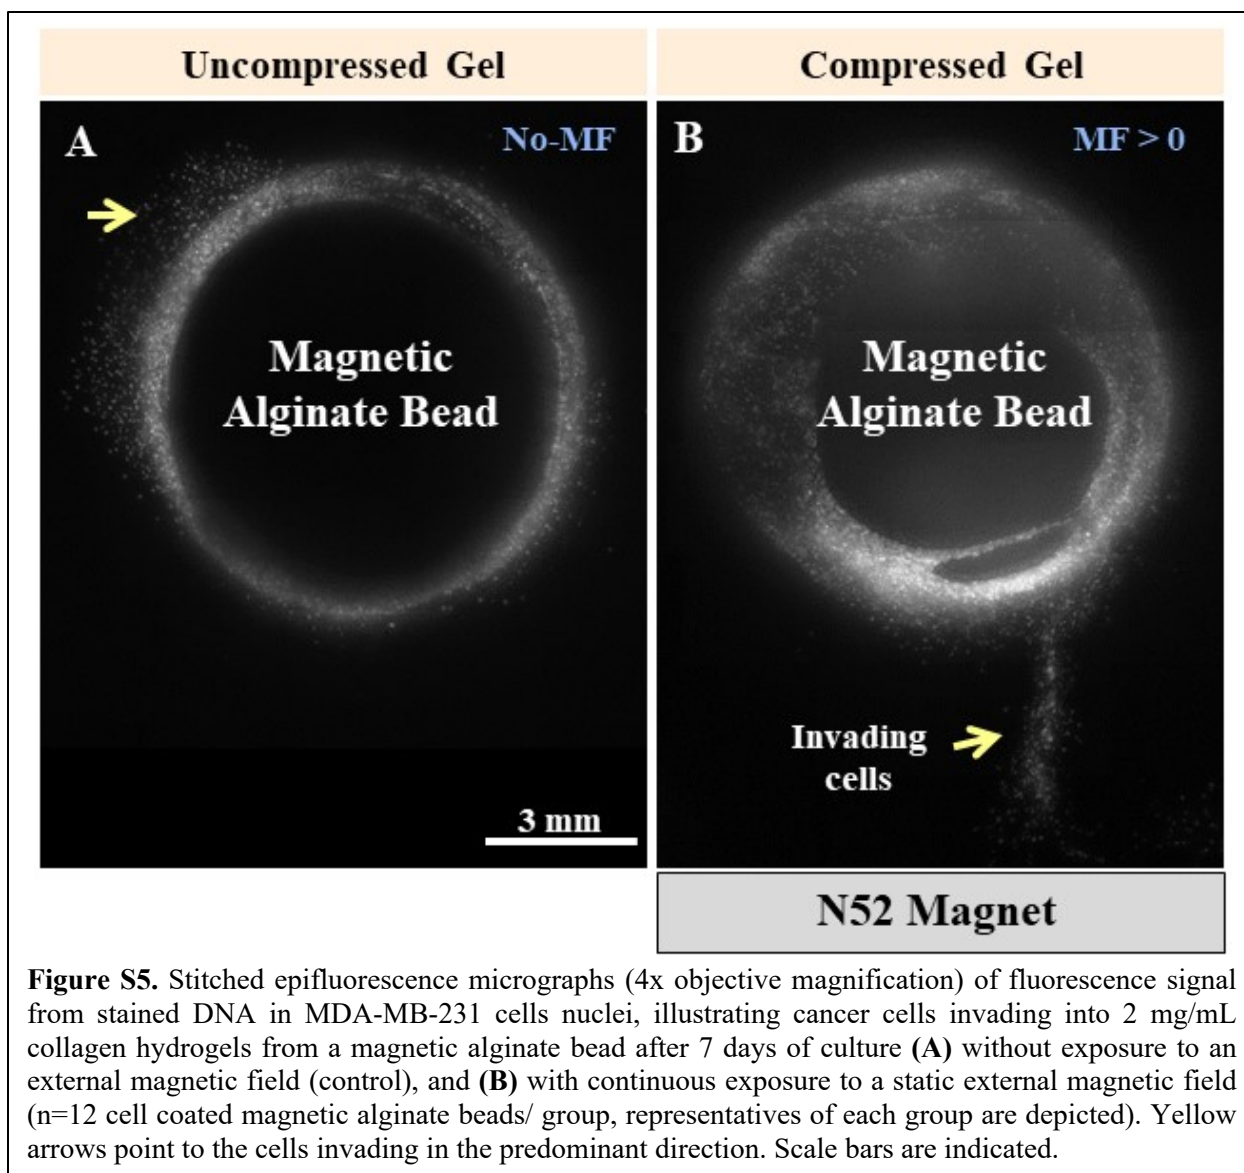 Uncompressed Gel
Compressed Gel
A
No-MF
B
MF > 0
Magnetic
Alginate Bead
Magnetic
Alginate Bead
Invading
cells
3 mm
N52 Magnet
Figure S5. Stitched epifluorescence micrographs (4x objective magnification) of fluorescence signal
from stained DNA in MDA-MB-231 cells nuclei, illustrating cancer cells invading into 2 mg/mL
collagen hydrogels from a magnetic alginate bead after 7 days of culture (A) without exposure to an
external magnetic field (control), and (B) with continuous exposure to a static external magnetic field
(n=12 cell coated magnetic alginate beads/ group, representatives of each group are depicted). Yellow
arrows point to the cells invading in the predominant direction. Scale bars are indicated.